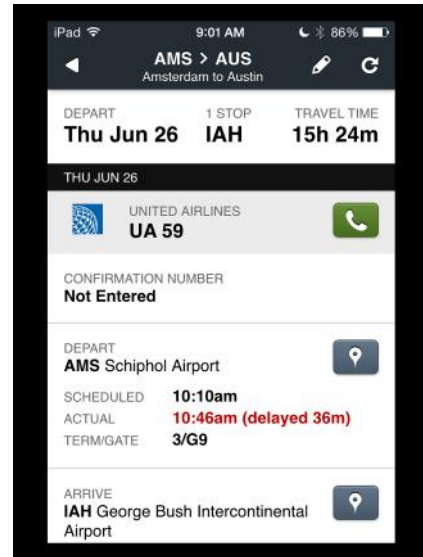 iPad 9:01 AM 86%
AMS > AUS
Amsterdam to Austin
DEPART 1 STOP TRAVEL TIME
Thu Jun 26 IAH 15h 24m
THU JUN 26
UNITED AIRLINES
UA 59
CONFIRMATION NUMBER
Not Entered
DEPART
AMS Schiphol Airport
SCHEDULED 10:10am
ACTUAL 10:46am (delayed 36m)
TERM/GATE 3/G9
ARRIVE
IAH George Bush Intercontinental
Airport